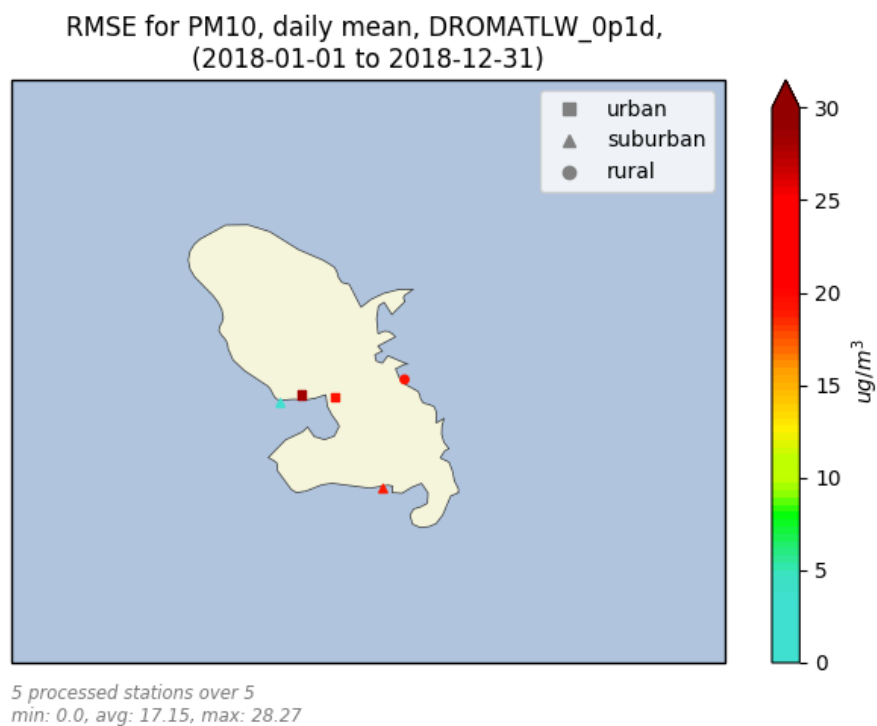 RMSE for PM10, daily mean, DROMATLW_0p1d,
(2018-01-01 to 2018-12-31)
urban
suburban
rural
30
25
20
15
10
5
0
ug/m³
5 processed stations over 5
min: 0.0, avg: 17.15, max: 28.27